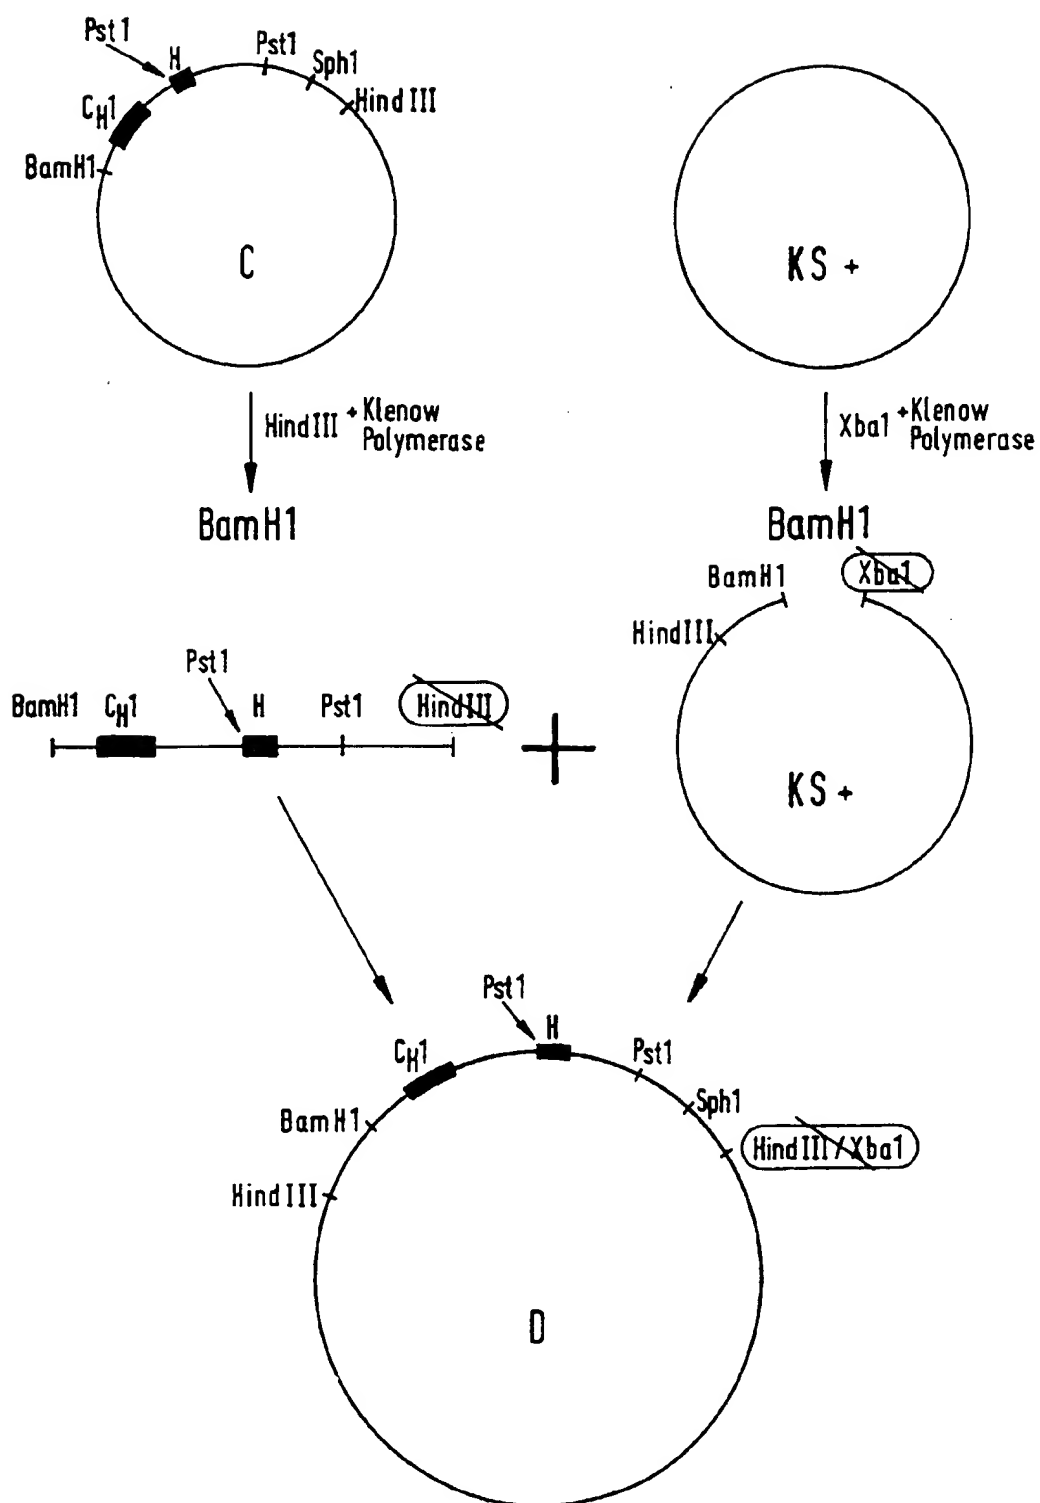 Pst1
H
Pst1
Sph1
HindIII
CH1
BamH1
C
KS +
HindIII + Klenow
Polymerase
Xba1 + Klenow
Polymerase
BamH1
BamH1
BamH1
Xba1
HindIII
Pst1
BamH1 CH1 H Pst1 HindIII
+
KS +
Pst1
H
CH1
Pst1
Sph1
BamH1
HindIII/Xba1
HindIII
D